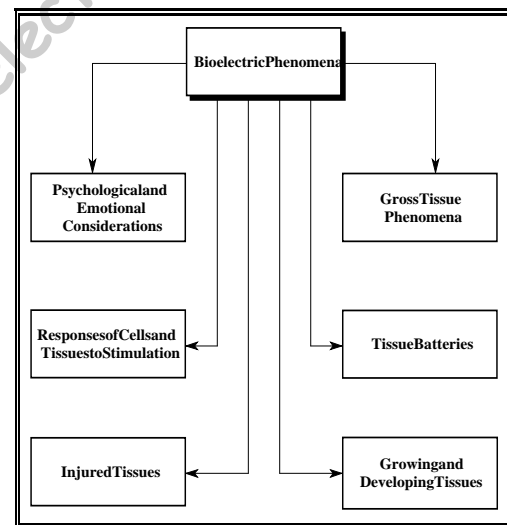 BioelectricPhenomena
Psychologicaland
Emotional
Considerations
GrossTissue
Phenomena
ResponsesofCellsand
TissuestoStimulation
TissueBatteries
InjuredTissues
Growingand
DevelopingTissues